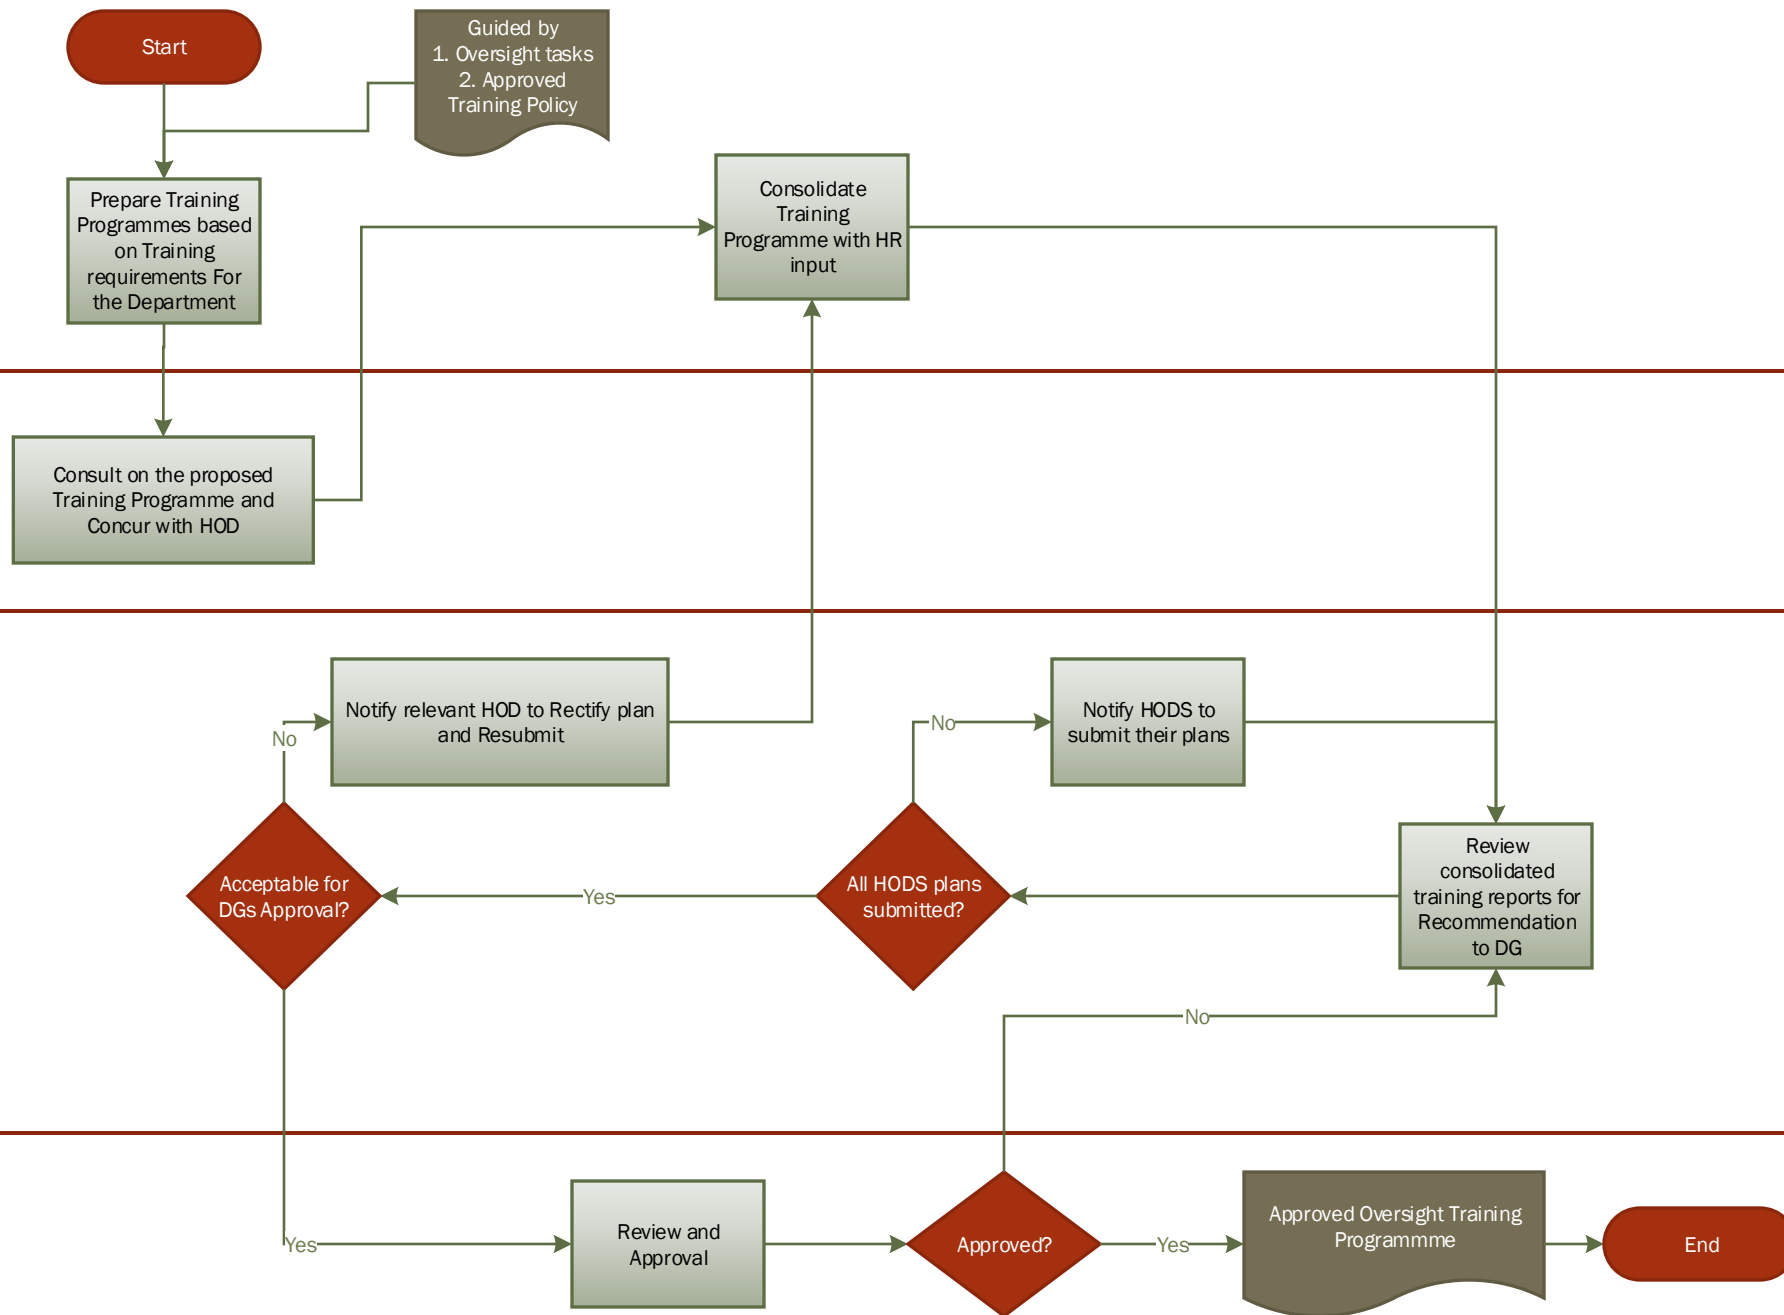 Start
Guided by
1. Oversight tasks
2. Approved
Training Policy
Prepare Training
Programmes based
on Training
requirements For
the Department
Consolidate
Training
Programme with HR
input
Consult on the proposed
Training Programme and
Concur with HOD
Notify relevant HOD to Rectify plan
and Resubmit
No
Notify HODS to
submit their plans
No
Acceptable for
DGs Approval?
Yes
All HODS plans
submitted?
Review
consolidated
training reports for
Recommendation
to DG
No
Yes
Review and
Approval
Approved?
Yes
Approved Oversight Training
Programmme
End